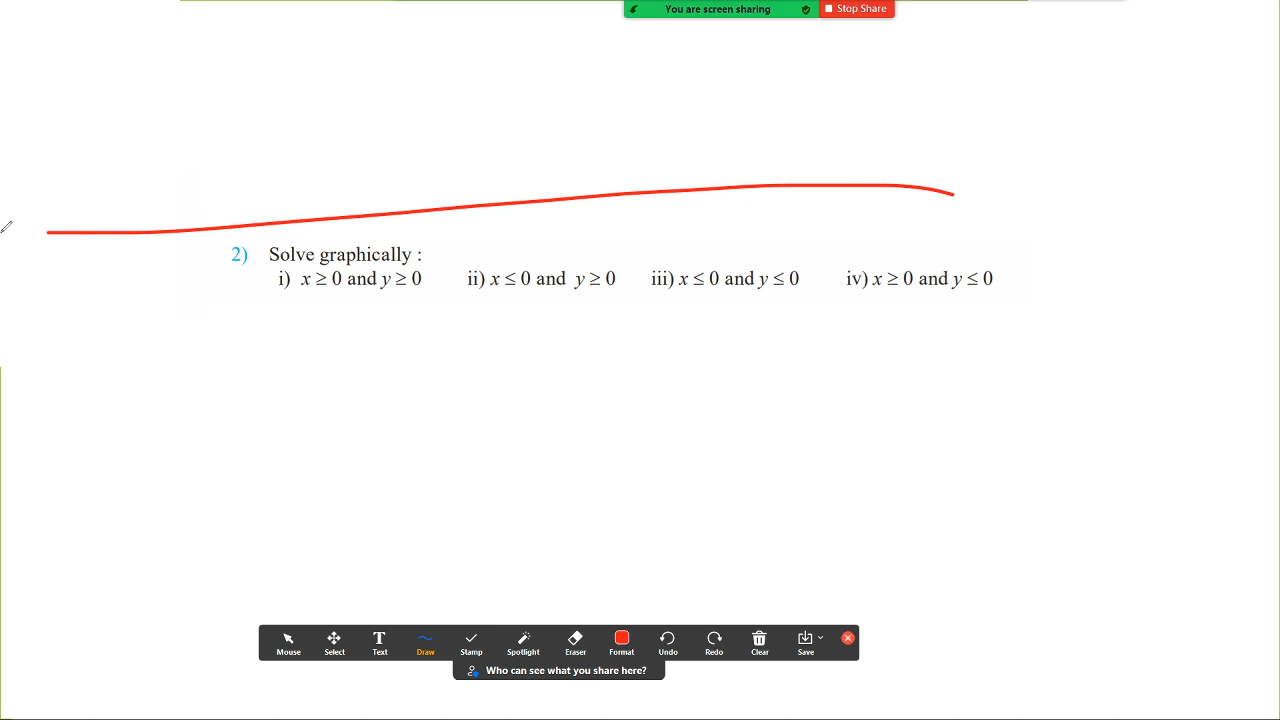 You are screen sharing Stop Share
2) Solve graphically :
i) x ≥ 0 and y ≥ 0 ii) x ≤ 0 and y ≥ 0 iii) x ≤ 0 and y ≤ 0 iv) x ≥ 0 and y ≤ 0
Mouse Select Text Draw Stamp Spotlight Eraser Format Undo Redo Clear Save
Who can see what you share here?